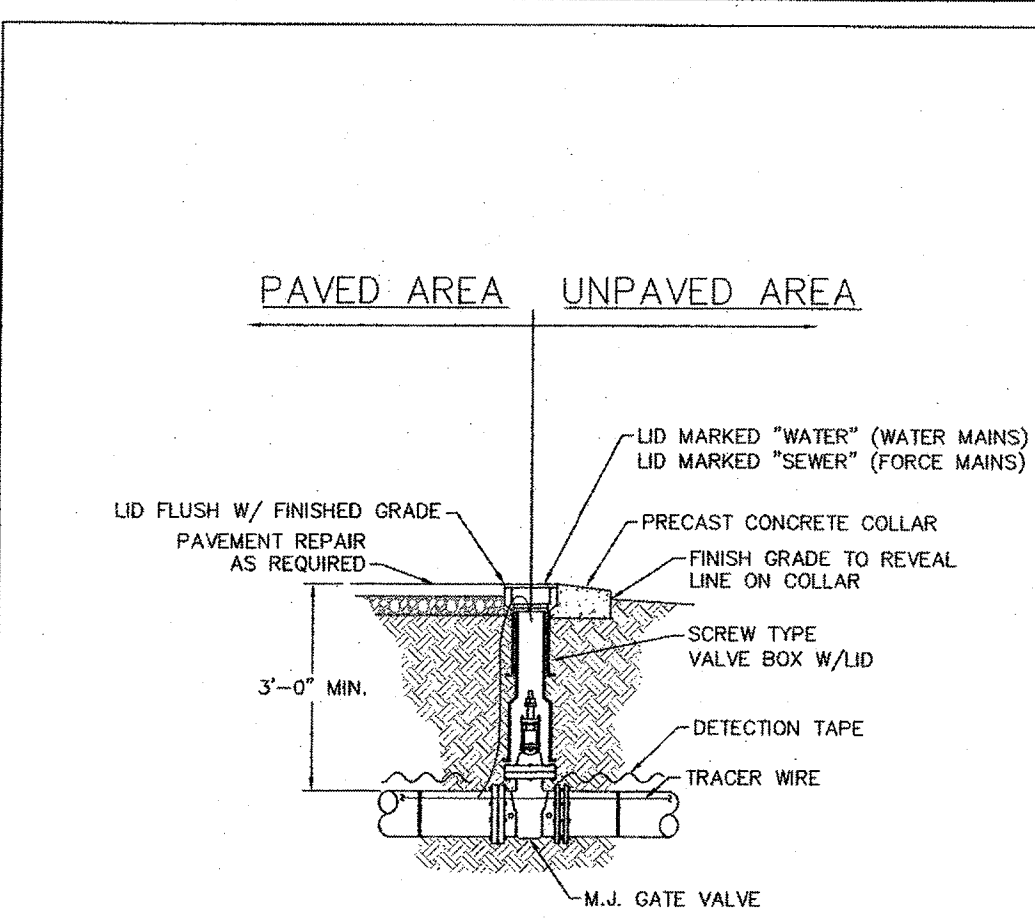 PAVED AREA
UNPAVED AREA
LID MARKED "WATER" (WATER MAINS)
LID MARKED "SEWER" (FORCE MAINS)
LID FLUSH W/ FINISHED GRADE
PAVEMENT REPAIR
AS REQUIRED
PRECAST CONCRETE COLLAR
FINISH GRADE TO REVEAL
LINE ON COLLAR
SCREW TYPE
VALVE BOX W/LID
3'-0" MIN.
DETECTION TAPE
TRACER WIRE
M.J. GATE VALVE